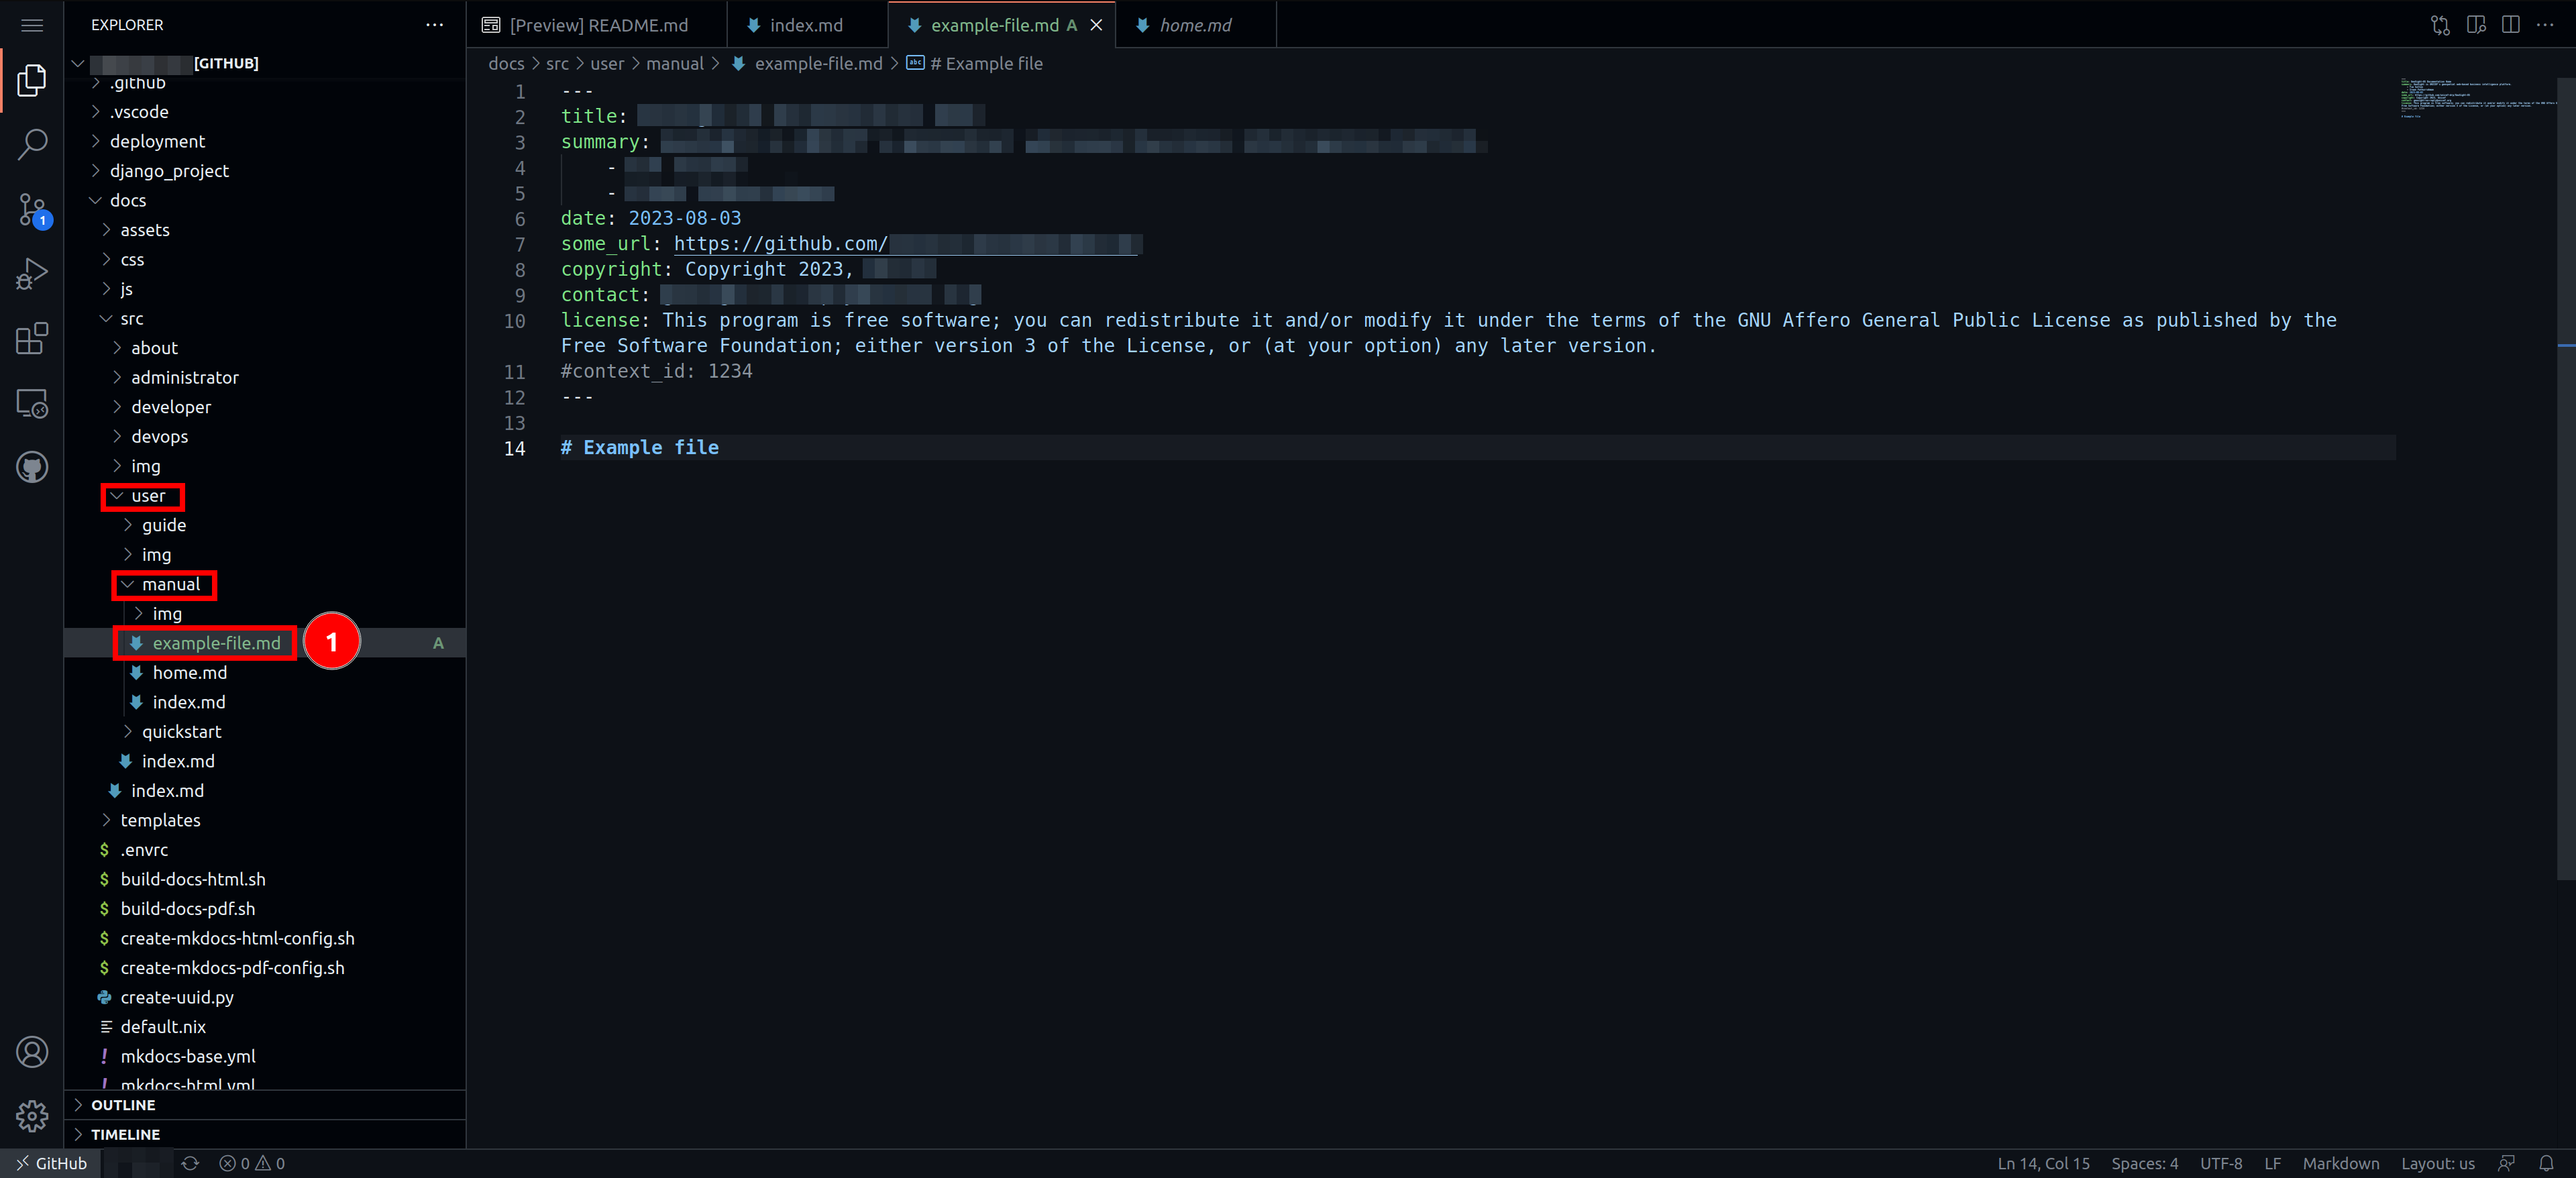 EXPLORER
[GITHUB]
.github
.vscode
deployment
django_project
docs
assets
css
js
src
about
administrator
developer
devops
img
user
guide
img
manual
img
example-file.md A
1
home.md
index.md
quickstart
index.md
index.md
templates
$ .envrc
$ build-docs-html.sh
$ build-docs-pdf.sh
$ create-mkdocs-html-config.sh
$ create-mkdocs-pdf-config.sh
create-uuid.py
default.nix
! mkdocs-base.yml
! mkdocs-html.yml
OUTLINE
TIMELINE
1
[Preview] README.md
index.md
example-file.md A
home.md
docs > src > user > manual > example-file.md > abc # Example file
1 ---
2 title:
3 summary:
4 -
5 -
6 date: 2023-08-03
7 some_url: https://github.com/
8 copyright: Copyright 2023,
9 contact:
10 license: This program is free software; you can redistribute it and/or modify it under the terms of the GNU Affero General Public License as published by the
Free Software Foundation; either version 3 of the License, or (at your option) any later version.
11 #context_id: 1234
12 ---
13
14 # Example file
GitHub
0 0
Ln 14, Col 15 Spaces: 4 UTF-8 LF Markdown Layout: us